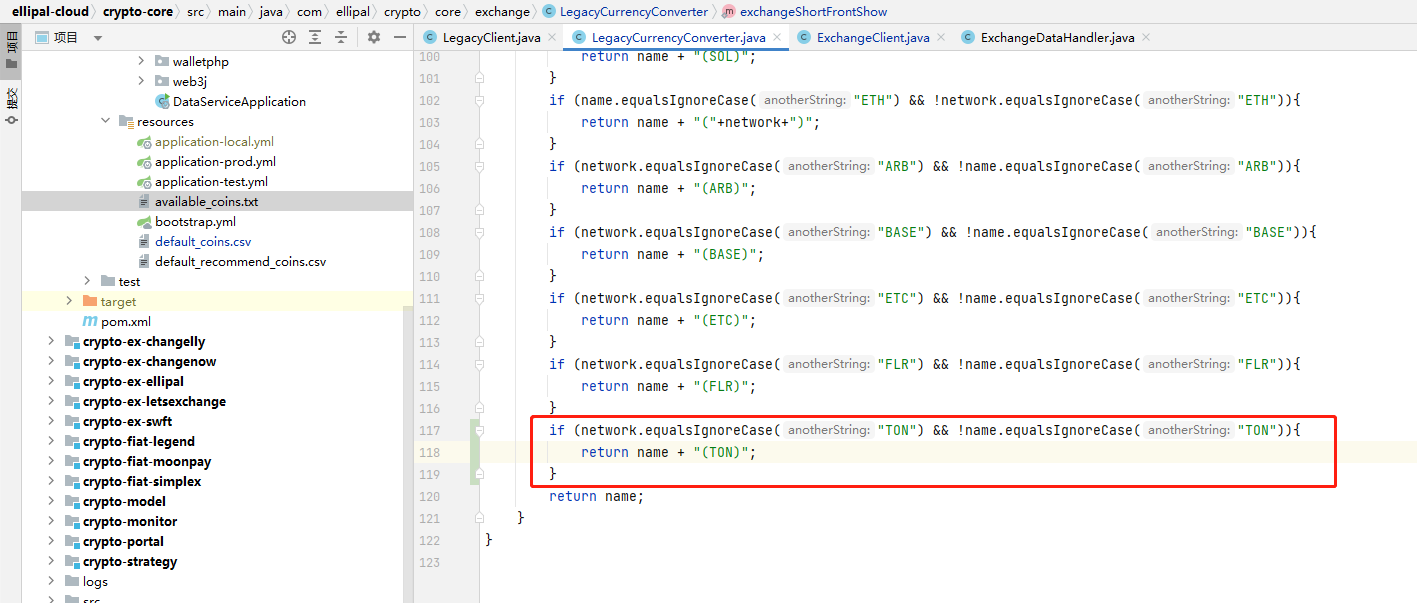 ellipal-cloud crypto-core src main java com ellipal crypto core exchange LegacyCurrencyConverter exchangeShortFrontShow
项目
提交
项目
LegacyClient.java LegacyCurrencyConverter.java ExchangeClient.java ExchangeDataHandler.java
walletphp
web3j
DataServiceApplication
resources
application-local.yml
application-prod.yml
application-test.yml
available_coins.txt
bootstrap.yml
default_coins.csv
default_recommend_coins.csv
test
target
pom.xml
crypto-ex-changelly
crypto-ex-changenow
crypto-ex-ellipal
crypto-ex-letsexchange
crypto-ex-swft
crypto-fiat-legend
crypto-fiat-moonpay
crypto-fiat-simplex
crypto-model
crypto-monitor
crypto-portal
crypto-strategy
logs
src
100 return name + "(SOL)";
101 }
102 if (name.equalsIgnoreCase( anotherString: "ETH") && !network.equalsIgnoreCase( anotherString: "ETH")){
103 return name + "("+network+")";
104 }
105 if (network.equalsIgnoreCase( anotherString: "ARB") && !name.equalsIgnoreCase( anotherString: "ARB")){
106 return name + "(ARB)";
107 }
108 if (network.equalsIgnoreCase( anotherString: "BASE") && !name.equalsIgnoreCase( anotherString: "BASE")){
109 return name + "(BASE)";
110 }
111 if (network.equalsIgnoreCase( anotherString: "ETC") && !name.equalsIgnoreCase( anotherString: "ETC")){
112 return name + "(ETC)";
113 }
114 if (network.equalsIgnoreCase( anotherString: "FLR") && !name.equalsIgnoreCase( anotherString: "FLR")){
115 return name + "(FLR)";
116 }
117 if (network.equalsIgnoreCase( anotherString: "TON") && !name.equalsIgnoreCase( anotherString: "TON")){
118 return name + "(TON)";
119 }
120 return name;
121 }
122 }
123